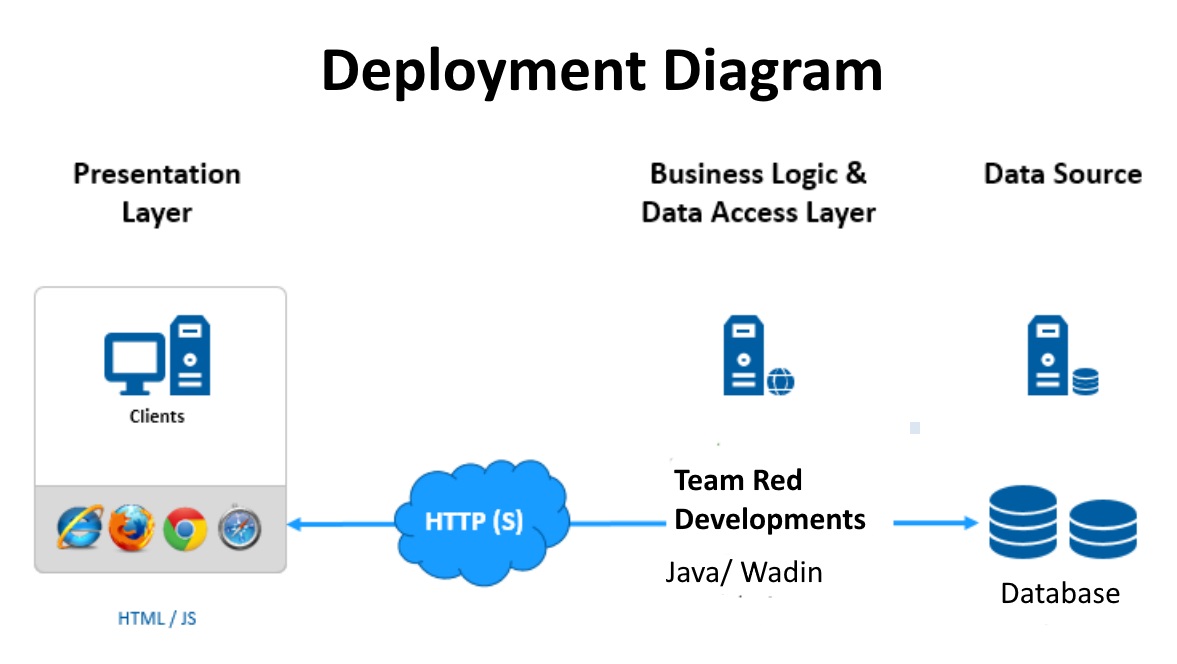 Deployment Diagram
Presentation
Layer
Business Logic &
Data Access Layer
Data Source
Clients
HTTP (S)
Team Red
Developments
Java/ Wadin
Database
HTML / JS